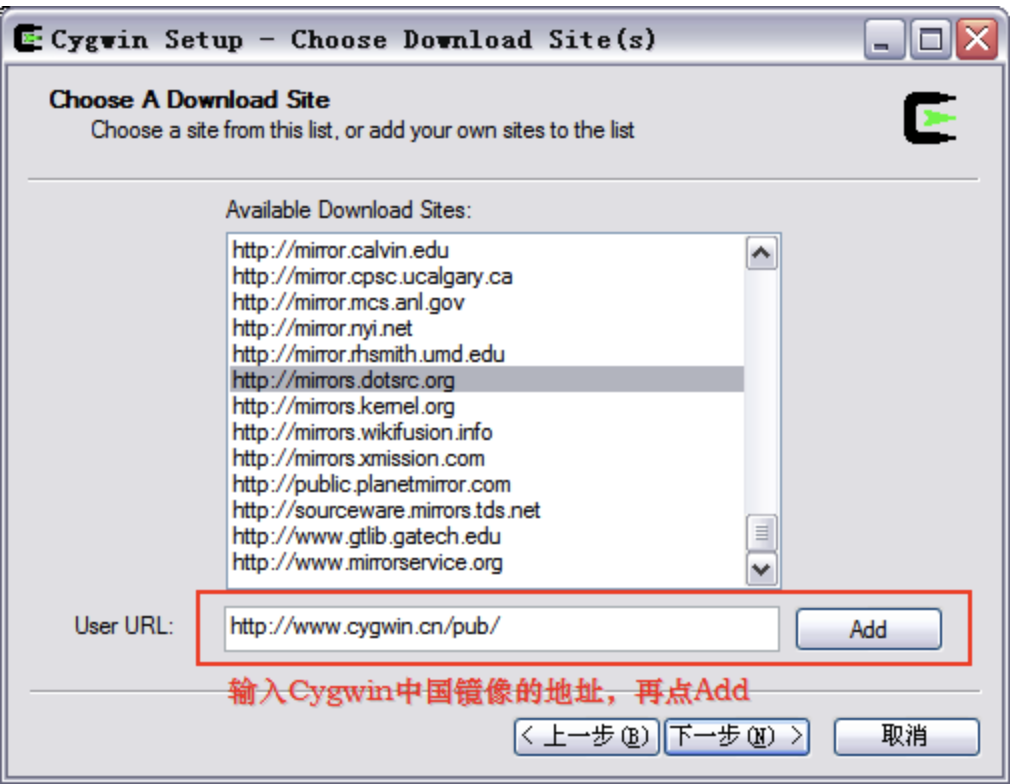 Cygwin Setup - Choose Download Site(s)
Choose A Download Site
Choose a site from this list, or add your own sites to the list
Available Download Sites:
http://mirror.calvin.edu
http://mirror.cpsc.ucalgary.ca
http://mirror.mcs.anl.gov
http://mirror.nyi.net
http://mirror.rhsmith.umd.edu
http://mirrors.dotsrc.org
http://mirrors.kernel.org
http://mirrors.wikifusion.info
http://mirrors.xmission.com
http://public.planetmirror.com
http://sourceware.mirrors.tds.net
http://www.gtlib.gatech.edu
http://www.mirrorservice.org
User URL: http://www.cygwin.cn/pub/ Add
输入Cygwin中国镜像的地址，再点Add
< 上一步(B) 下一步(N) > 取消